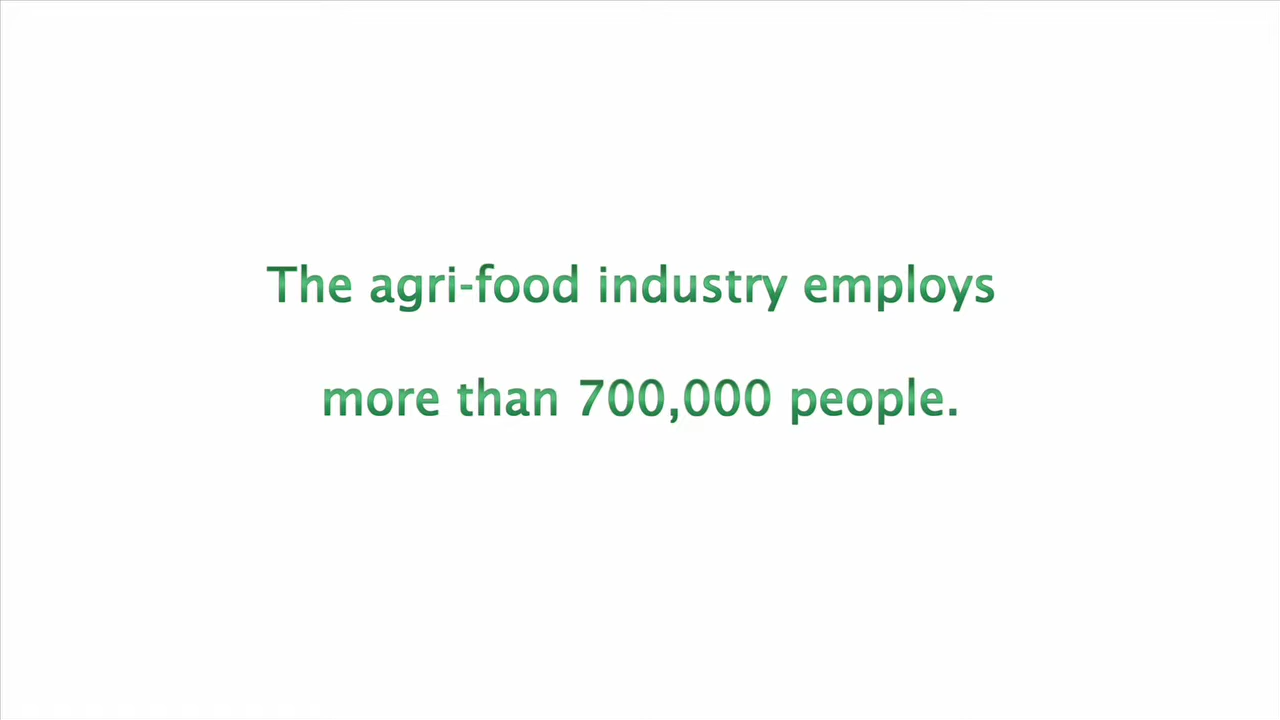 The agri-food industry employs
more than 700,000 people.